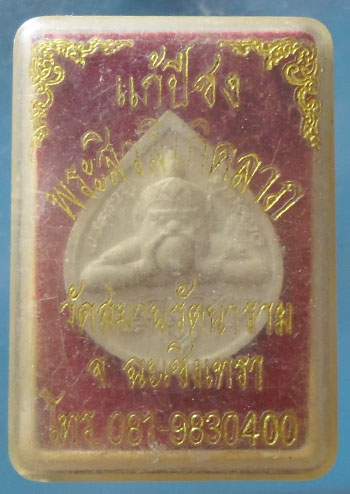 แก้ปีชง
วัดสมานรัตนาราม
จ ฉะเชิงเทรา
โทร 081-9830400